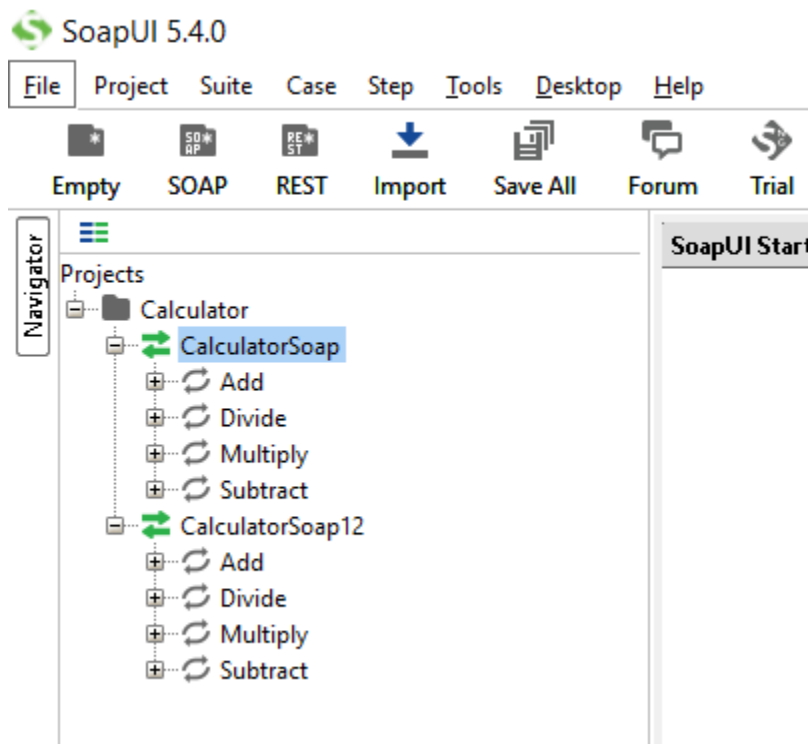 SoapUI 5.4.0
File Project Suite Case Step Tools Desktop Help
Empty SOAP REST Import Save All Forum Trial
Navigator
SoapUI Start
Projects
Calculator
CalculatorSoap
Add
Divide
Multiply
Subtract
CalculatorSoap12
Add
Divide
Multiply
Subtract